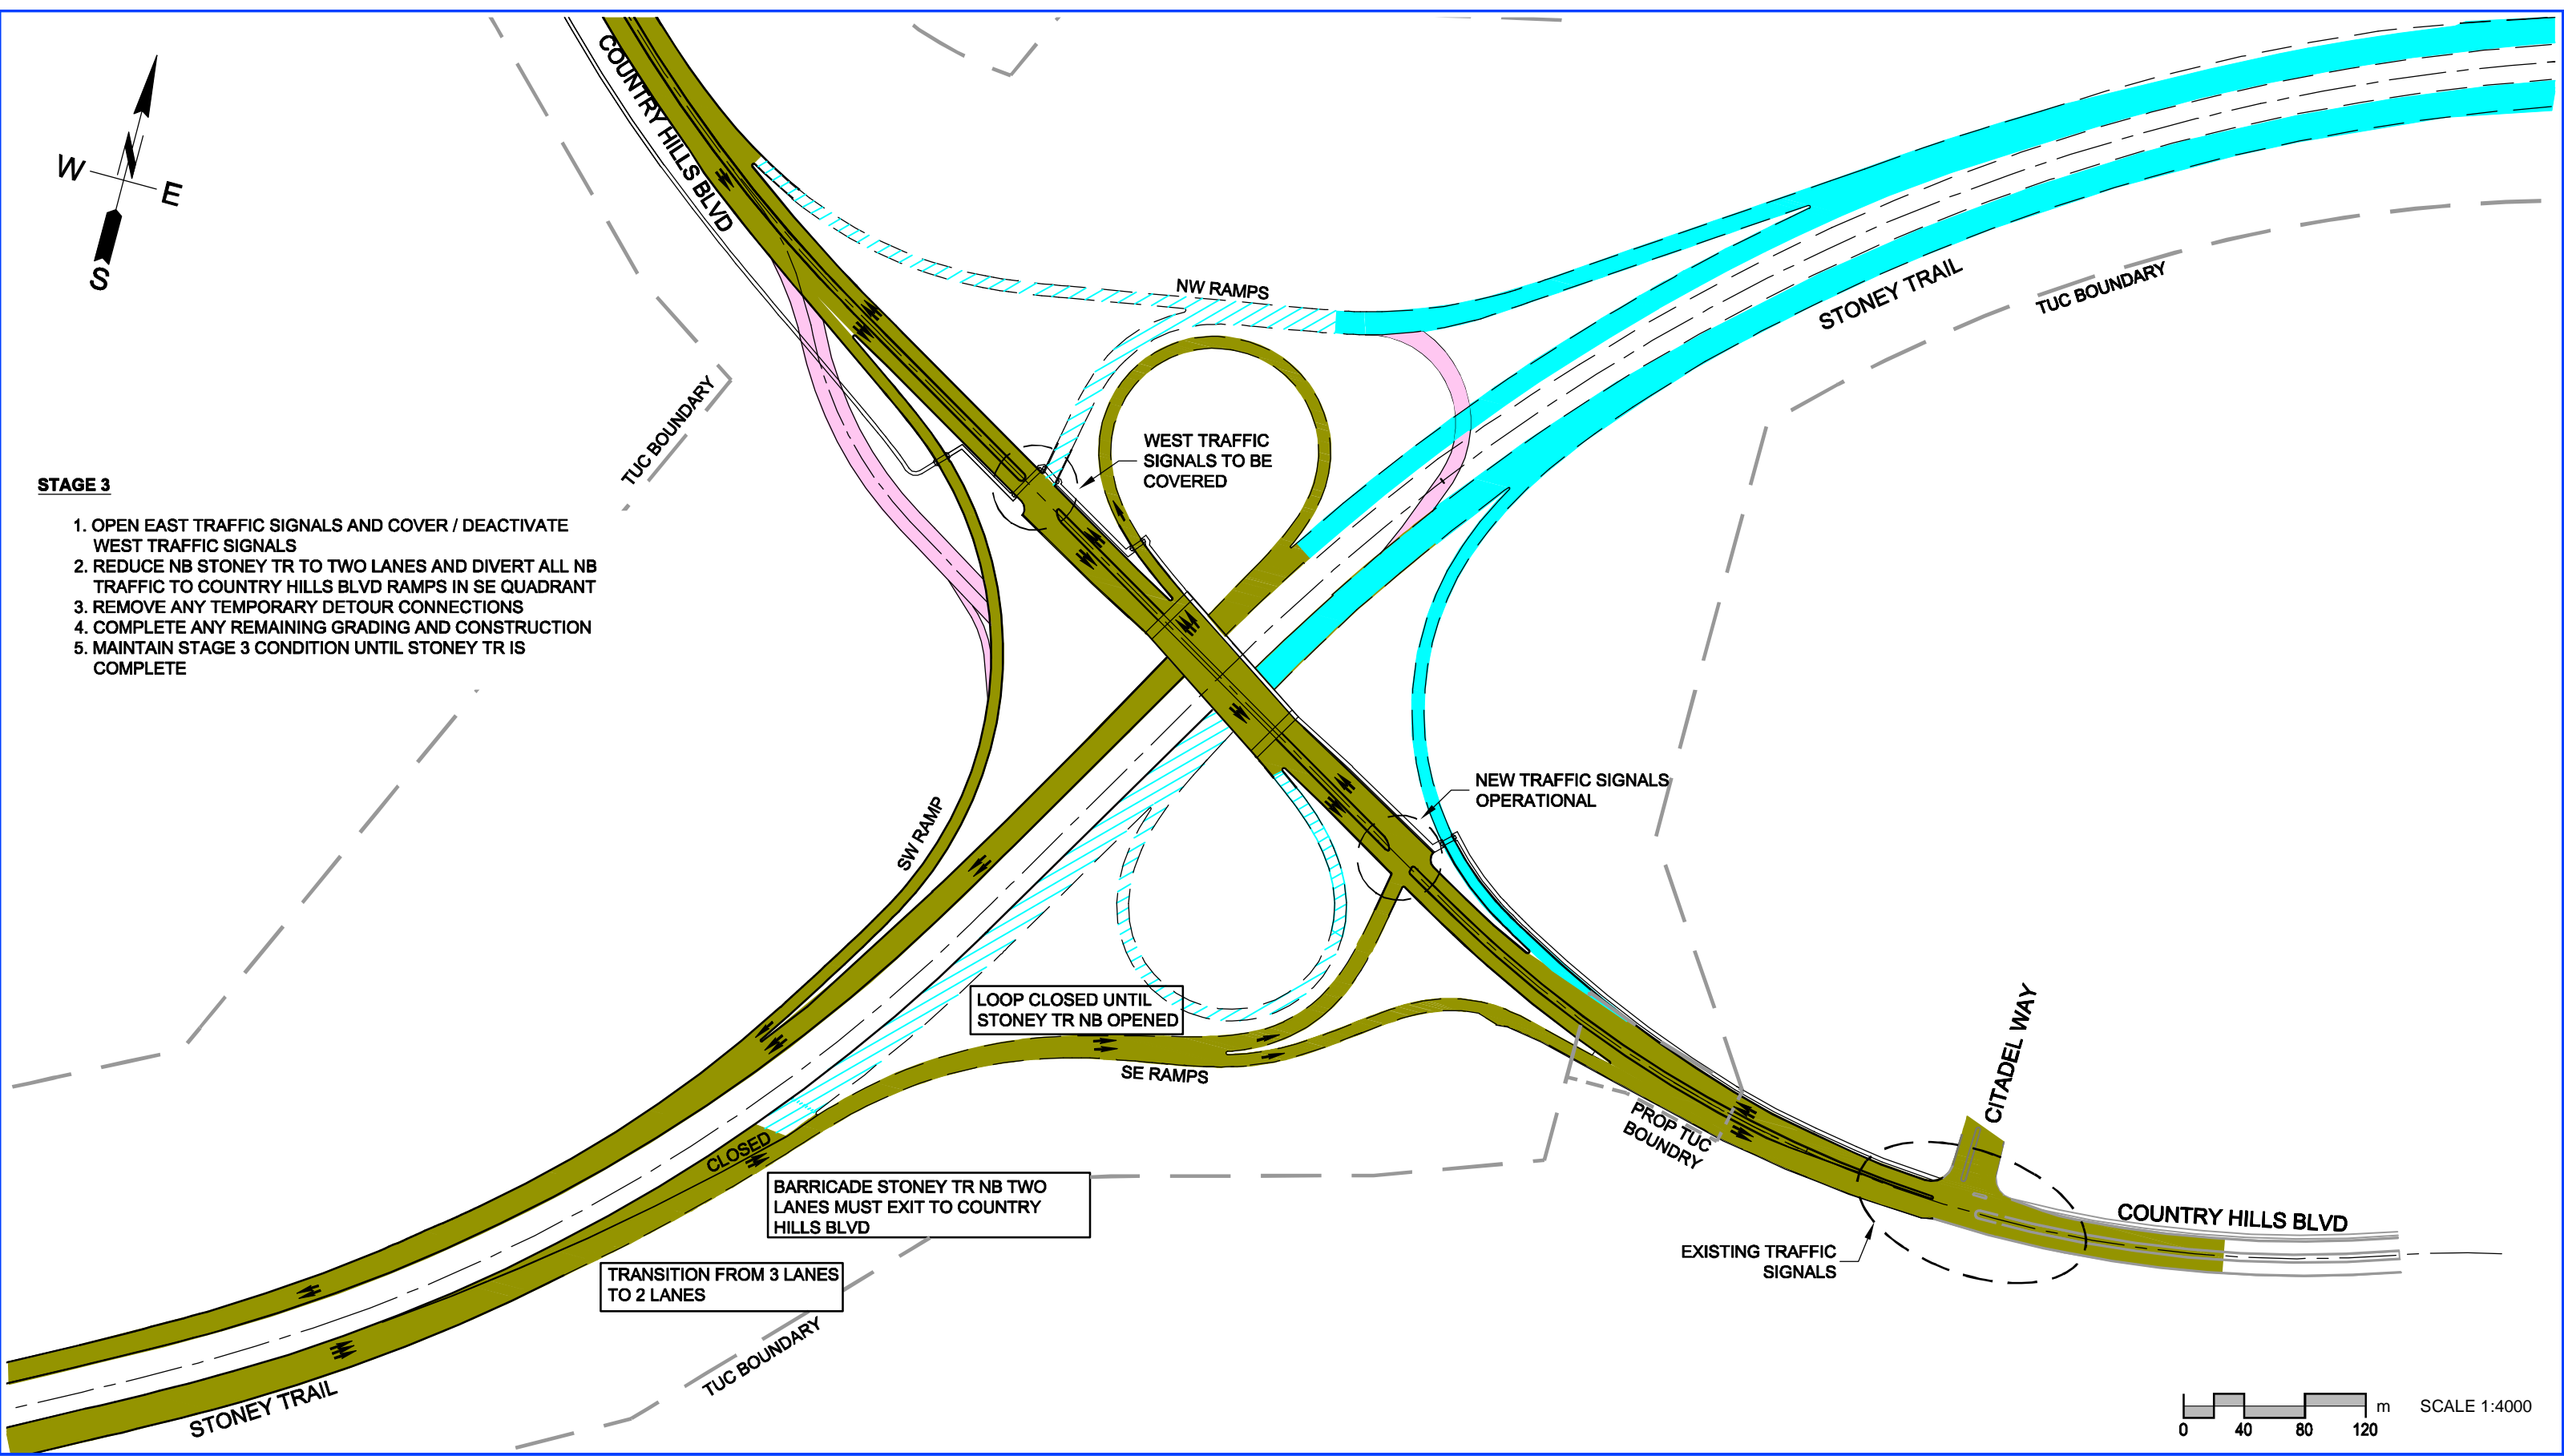 COUNTRY HILLS BLVD
N
W
E
S
NW RAMPS
STONEY TRAIL
TUC BOUNDARY
TUC BOUNDARY
WEST TRAFFIC
SIGNALS TO BE
COVERED
STAGE 3
1. OPEN EAST TRAFFIC SIGNALS AND COVER / DEACTIVATE
WEST TRAFFIC SIGNALS
2. REDUCE NB STONEY TR TO TWO LANES AND DIVERT ALL NB
TRAFFIC TO COUNTRY HILLS BLVD RAMPS IN SE QUADRANT
3. REMOVE ANY TEMPORARY DETOUR CONNECTIONS
4. COMPLETE ANY REMAINING GRADING AND CONSTRUCTION
5. MAINTAIN STAGE 3 CONDITION UNTIL STONEY TR IS
COMPLETE
NEW TRAFFIC SIGNALS
OPERATIONAL
SW RAMP
LOOP CLOSED UNTIL
STONEY TR NB OPENED
SE RAMPS
CITADEL WAY
PROP TUC
BOUNDRY
CLOSED
BARRICADE STONEY TR NB TWO
LANES MUST EXIT TO COUNTRY
HILLS BLVD
COUNTRY HILLS BLVD
EXISTING TRAFFIC
SIGNALS
TRANSITION FROM 3 LANES
TO 2 LANES
TUC BOUNDARY
STONEY TRAIL
m SCALE 1:4000
0 40 80 120